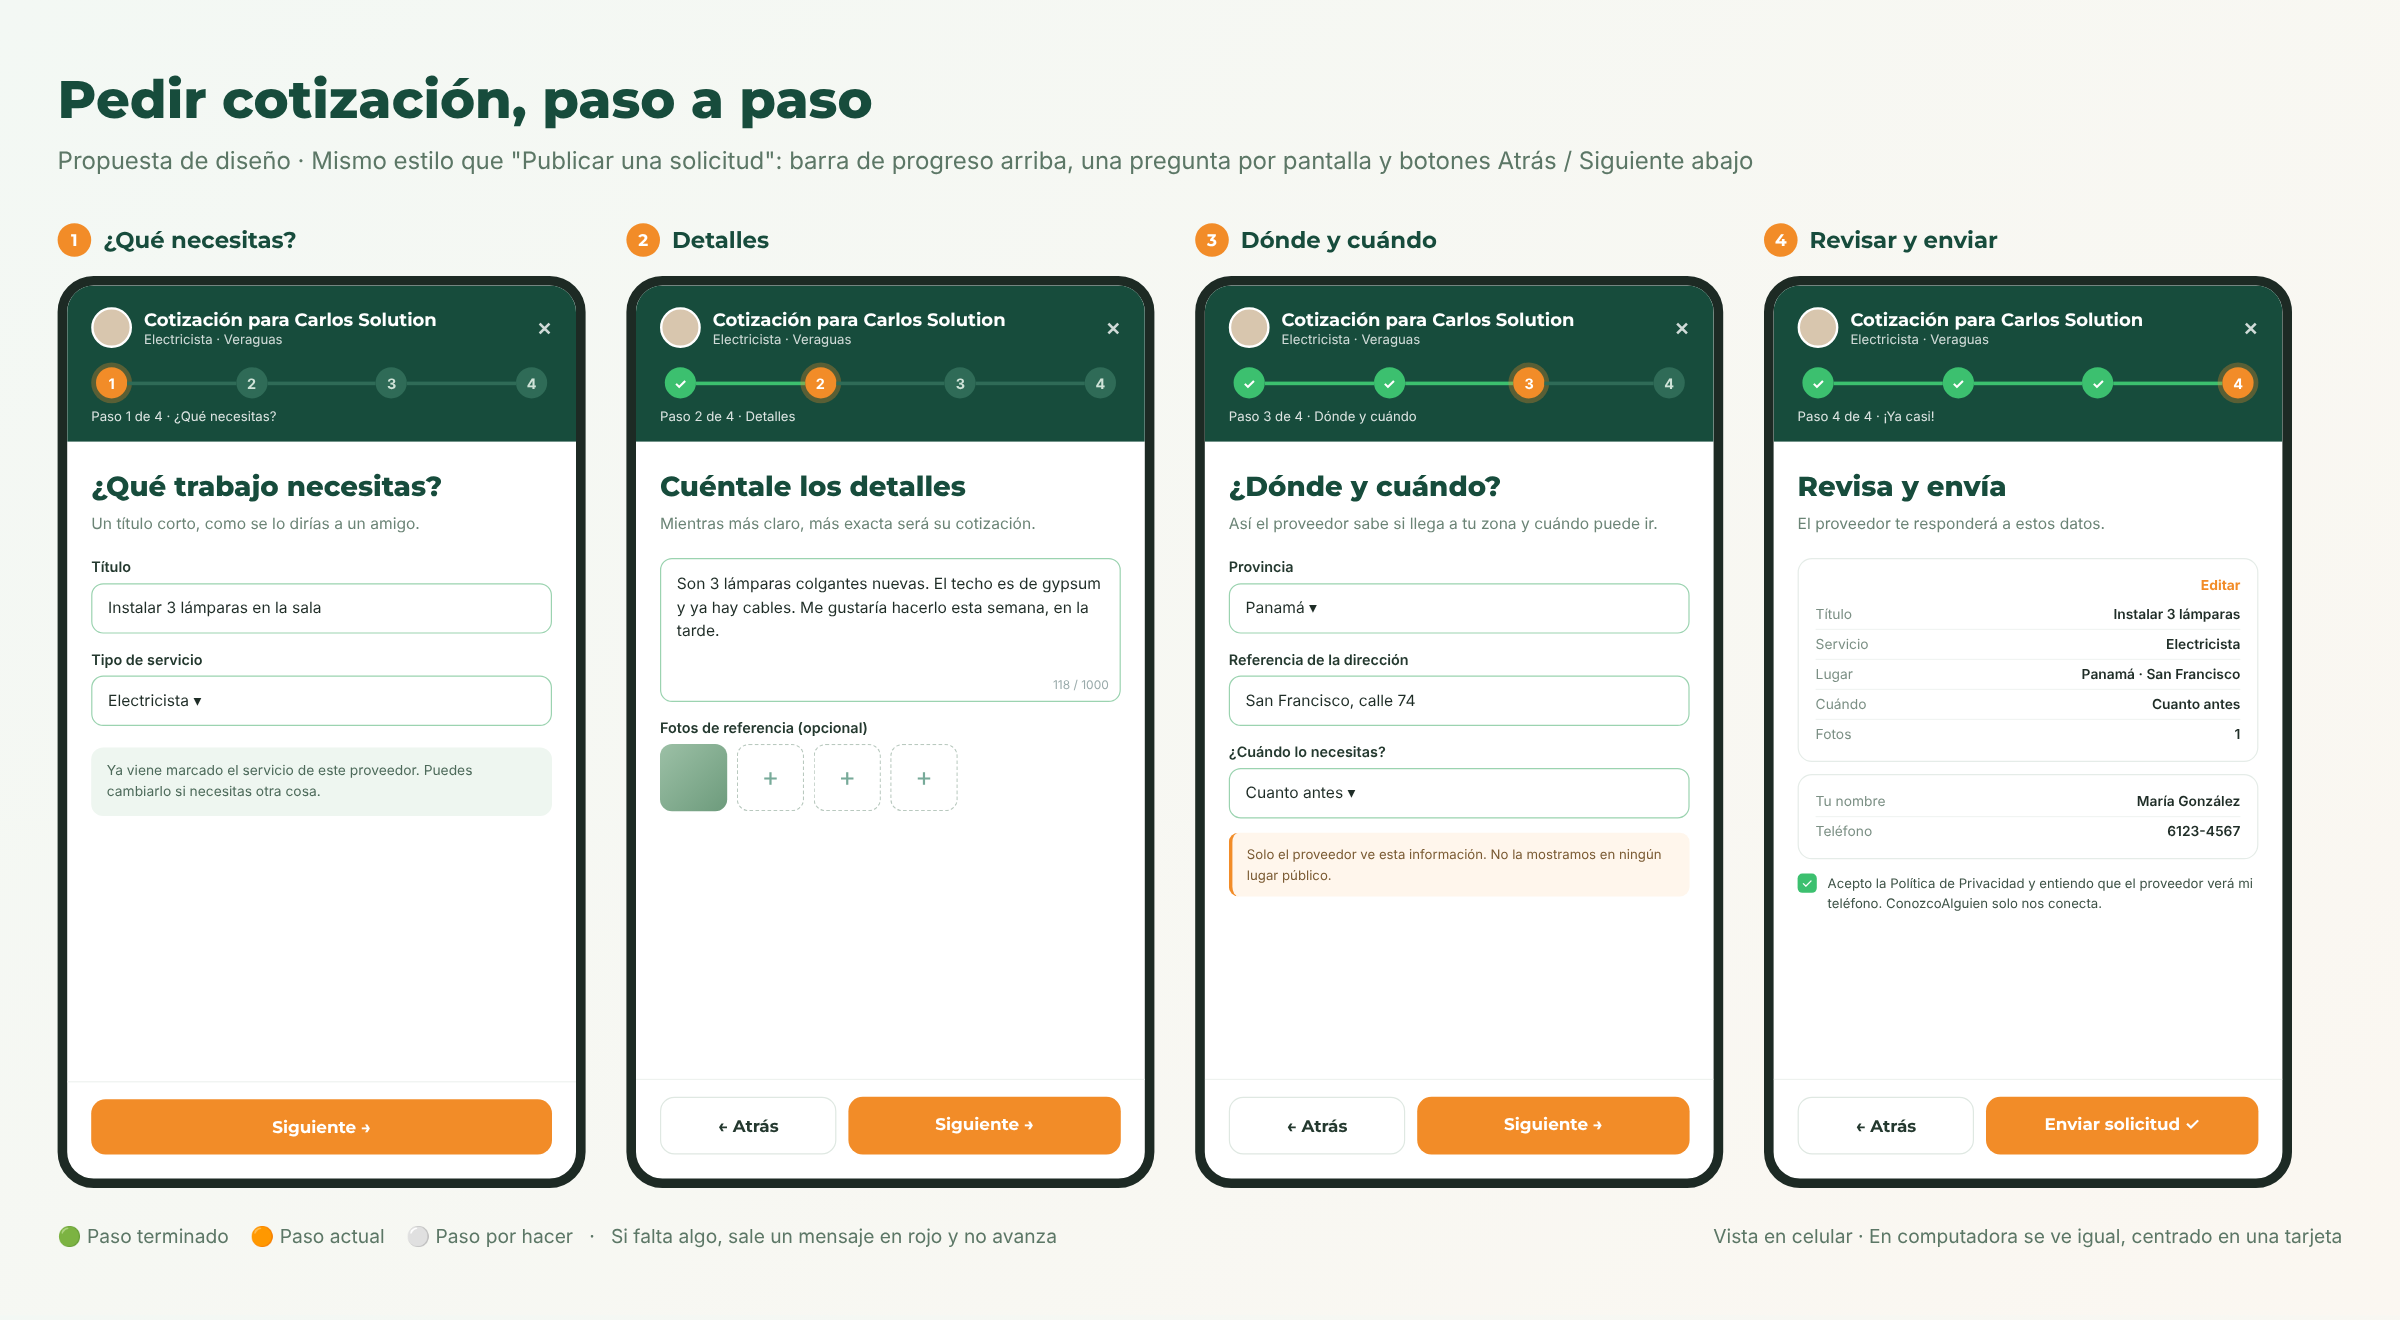 Pedir cotización, paso a paso
Propuesta de diseño · Mismo estilo que "Publicar una solicitud": barra de progreso arriba, una pregunta por pantalla y botones Atrás / Siguiente abajo
1 ¿Qué necesitas?
Cotización para Carlos Solution ✕
Electricista · Veraguas
1 2 3 4
Paso 1 de 4 · ¿Qué necesitas?
¿Qué trabajo necesitas?
Un título corto, como se lo dirías a un amigo.
Título
Instalar 3 lámparas en la sala
Tipo de servicio
Electricista ▾
Ya viene marcado el servicio de este proveedor. Puedes
cambiarlo si necesitas otra cosa.
Siguiente →
2 Detalles
Cotización para Carlos Solution ✕
Electricista · Veraguas
✓ 2 3 4
Paso 2 de 4 · Detalles
Cuéntale los detalles
Mientras más claro, más exacta será su cotización.
Son 3 lámparas colgantes nuevas. El techo es de gypsum
y ya hay cables. Me gustaría hacerlo esta semana, en la
tarde.
118 / 1000
Fotos de referencia (opcional)
+ + +
← Atrás
Siguiente →
3 Dónde y cuándo
Cotización para Carlos Solution ✕
Electricista · Veraguas
✓ ✓ 3 4
Paso 3 de 4 · Dónde y cuándo
¿Dónde y cuándo?
Así el proveedor sabe si llega a tu zona y cuándo puede ir.
Provincia
Panamá ▾
Referencia de la dirección
San Francisco, calle 74
¿Cuándo lo necesitas?
Cuanto antes ▾
Solo el proveedor ve esta información. No la mostramos en ningún
lugar público.
← Atrás
Siguiente →
4 Revisar y enviar
Cotización para Carlos Solution ✕
Electricista · Veraguas
✓ ✓ ✓ 4
Paso 4 de 4 · ¡Ya casi!
Revisa y envía
El proveedor te responderá a estos datos.
Editar
Título Instalar 3 lámparas
Servicio Electricista
Lugar Panamá · San Francisco
Cuándo Cuanto antes
Fotos 1
Tu nombre María González
Teléfono 6123-4567
✓ Acepto la Política de Privacidad y entiendo que el proveedor verá mi
teléfono. ConozcoAlguien solo nos conecta.
← Atrás
Enviar solicitud ✓
Paso terminado Paso actual Paso por hacer · Si falta algo, sale un mensaje en rojo y no avanza
Vista en celular · En computadora se ve igual, centrado en una tarjeta